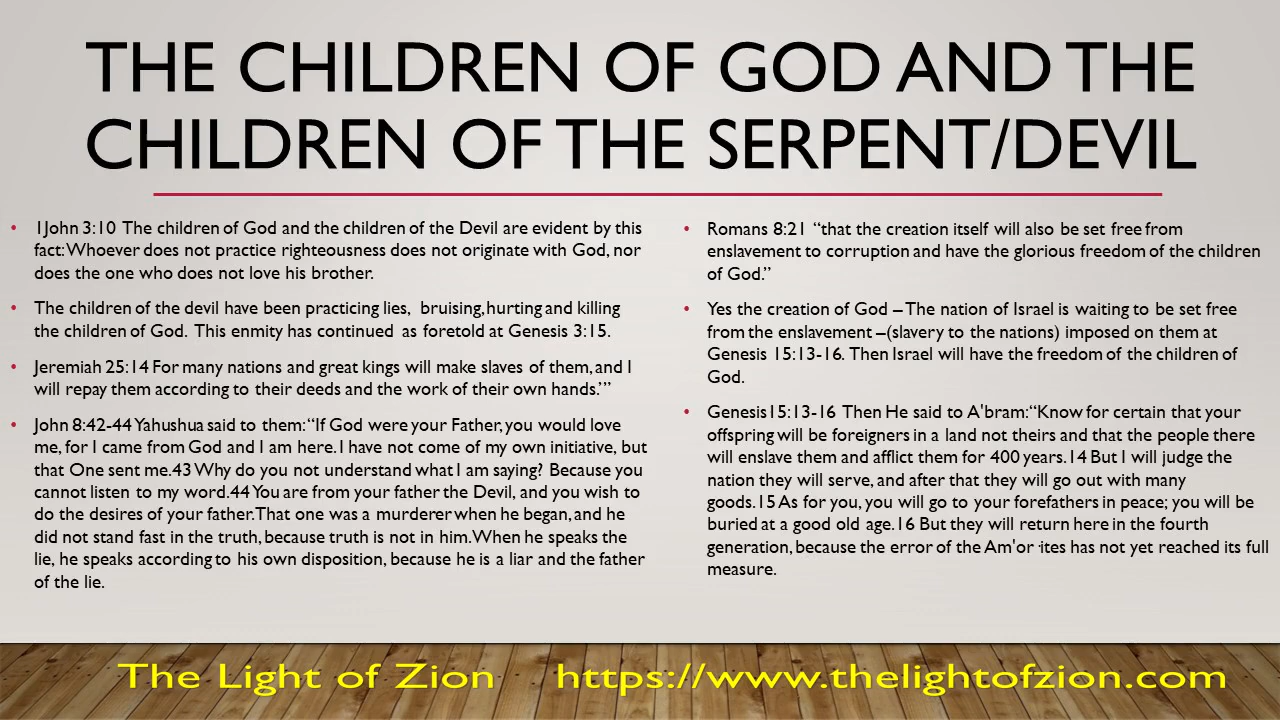 THE CHILDREN OF GOD AND THE
CHILDREN OF THE SERPENT/DEVIL
• 1John 3:10 The children of God and the children of the Devil are evident by this
fact: Whoever does not practice righteousness does not originate with God, nor
does the one who does not love his brother.
• The children of the devil have been practicing lies, bruising, hurting and killing
the children of God. This enmity has continued as foretold at Genesis 3:15.
• Jeremiah 25:14 For many nations and great kings will make slaves of them, and I
will repay them according to their deeds and the work of their own hands.’”
• John 8:42-44 Yahushua said to them: “If God were your Father, you would love
me, for I came from God and I am here. I have not come of my own initiative, but
that One sent me.43 Why do you not understand what I am saying? Because you
cannot listen to my word.44 You are from your father the Devil, and you wish to
do the desires of your father. That one was a murderer when he began, and he
did not stand fast in the truth, because truth is not in him. When he speaks the
lie, he speaks according to his own disposition, because he is a liar and the father
of the lie.
• Romans 8:21 “that the creation itself will also be set free from
enslavement to corruption and have the glorious freedom of the children
of God.”
• Yes the creation of God – The nation of Israel is waiting to be set free
from the enslavement –(slavery to the nations) imposed on them at
Genesis 15:13-16. Then Israel will have the freedom of the children of
God.
• Genesis15:13-16 Then He said to A'bram: “Know for certain that your
offspring will be foreigners in a land not theirs and that the people there
will enslave them and afflict them for 400 years.14 But I will judge the
nation they will serve, and after that they will go out with many
goods.15 As for you, you will go to your forefathers in peace; you will be
buried at a good old age.16 But they will return here in the fourth
generation, because the error of the Am'or·ites has not yet reached its full
measure.
The Light of Zion https://www.thelightofzion.com